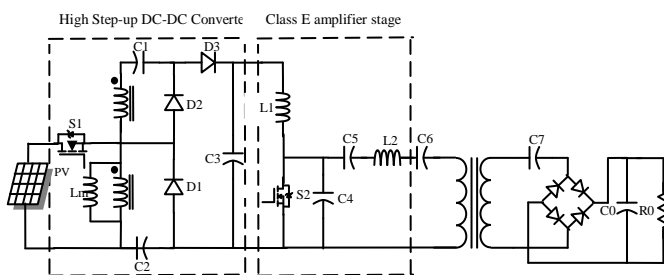 High Step-up DC-DC Converte
Class E amplifier stage
C1
D3
S1
D2
L1
C5
L2
C6
C7
PV
Lm
D1
C3
S2
C4
C0
R0
C2